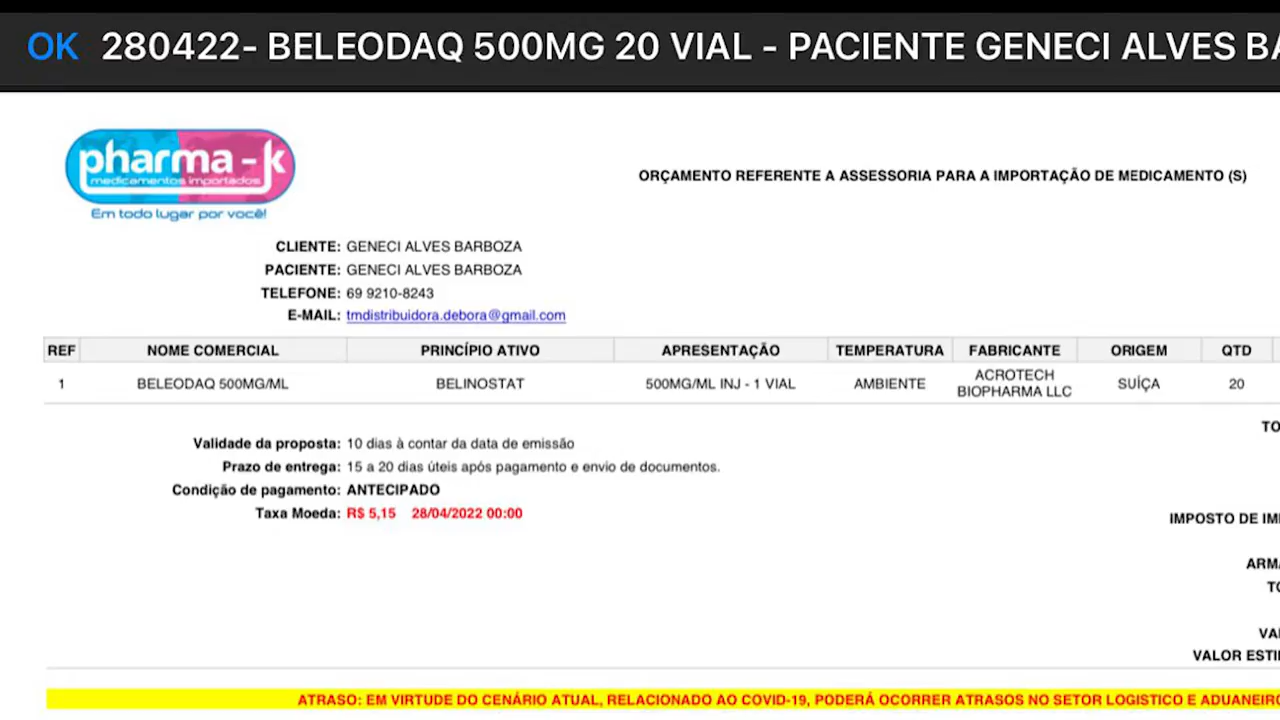 OK 280422- BELEODAQ 500MG 20 VIAL - PACIENTE GENECI ALVES
pharma-k
medicamentos importados
Em todo lugar por você!
ORÇAMENTO REFERENTE A ASSESSORIA PARA A IMPORTAÇÃO DE MEDICAMENTO (S)
CLIENTE: GENECI ALVES BARBOZA
PACIENTE: GENECI ALVES BARBOZA
TELEFONE: 69 9210-8243
E-MAIL: tmdistribuidora.debora@gmail.com
REF NOME COMERCIAL PRINCÍPIO ATIVO APRESENTAÇÃO TEMPERATURA FABRICANTE ORIGEM QTD
1 BELEODAQ 500MG/ML BELINOSTAT 500MG/ML INJ - 1 VIAL AMBIENTE ACROTECH BIOPHARMA LLC SUÍÇA 20
Validade da proposta: 10 dias à contar da data de emissão
Prazo de entrega: 15 a 20 dias úteis após pagamento e envio de documentos.
Condição de pagamento: ANTECIPADO
Taxa Moeda: R$ 5,15 28/04/2022 00:00
IMPOSTO DE
VALOR
ATRASO: EM VIRTUDE DO CENÁRIO ATUAL, RELACIONADO AO COVID-19, PODERÁ OCORRER ATRASOS NO SETOR LOGISTICO E ADUANEIRO